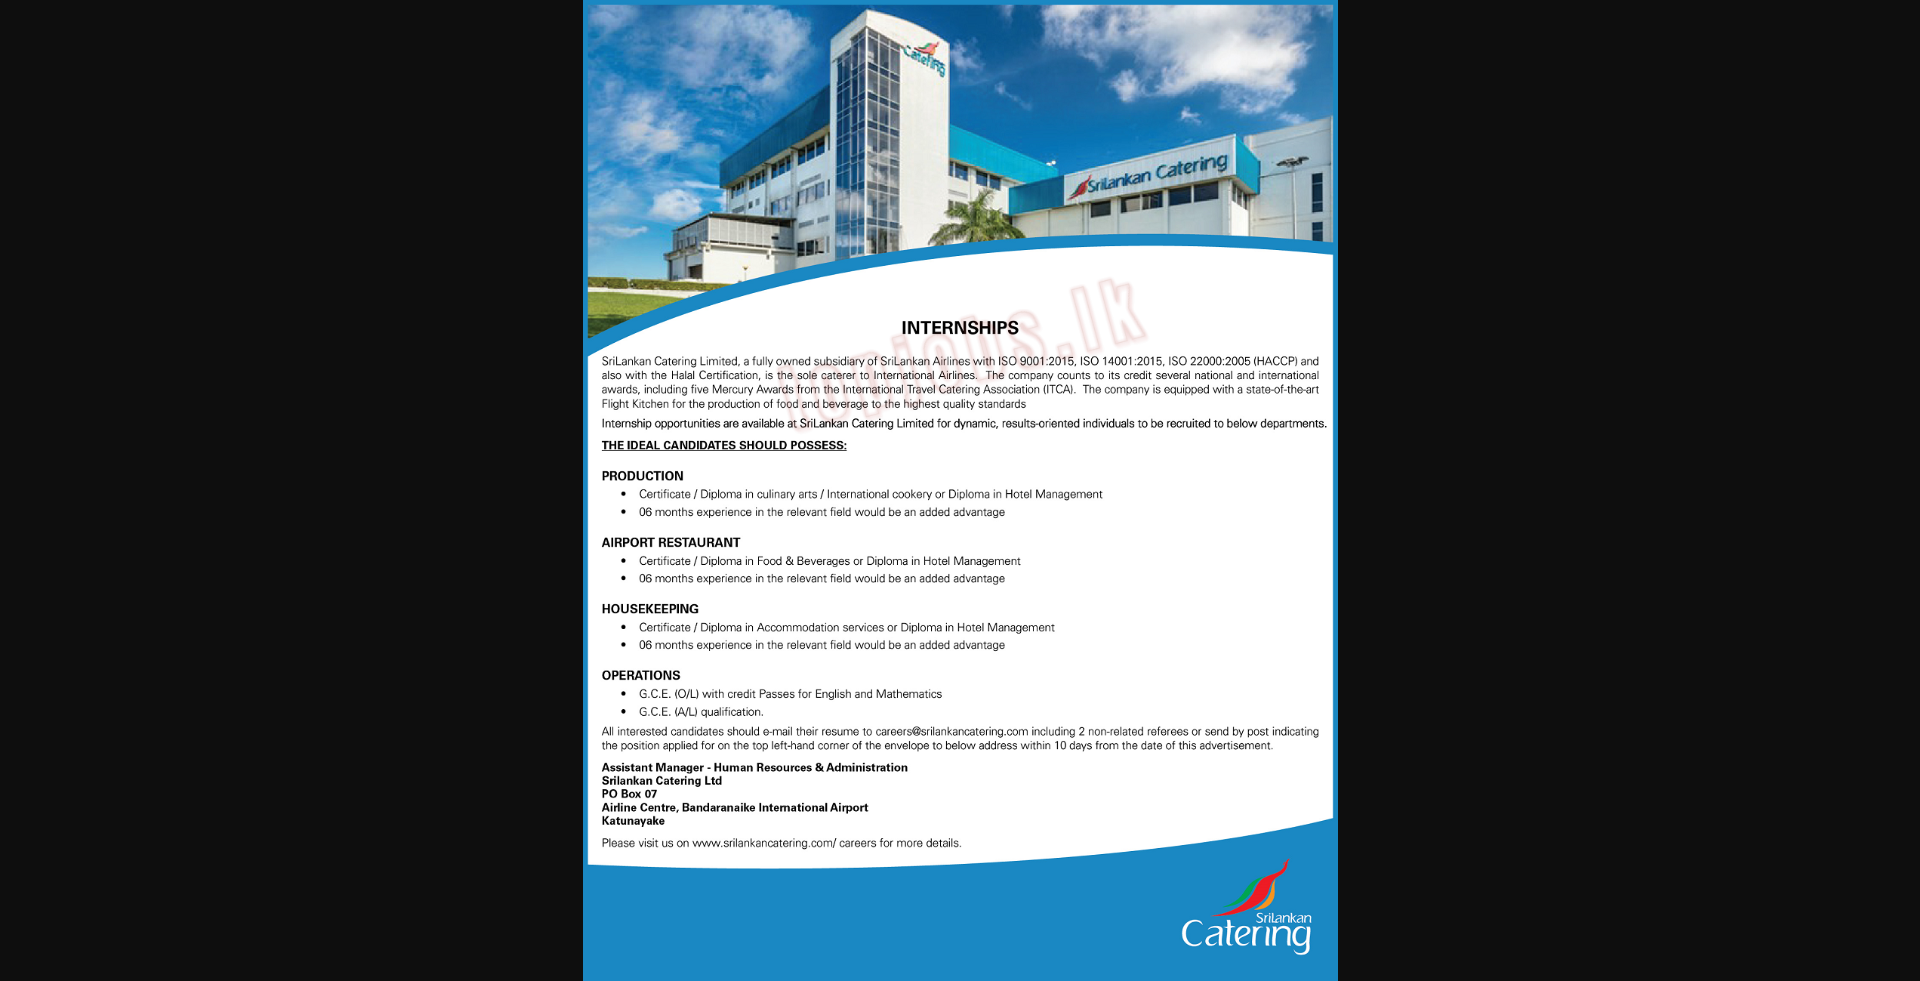 Catering
SriLankan Catering
jobvious.lk
INTERNSHIPS
SriLankan Catering Limited, a fully owned subsidiary of SriLankan Airlines with ISO 9001:2015, ISO 14001:2015, ISO 22000:2005 (HACCP) and
also with the Halal Certification, is the sole caterer to International Airlines. The company counts to its credit several national and international
awards, including five Mercury Awards from the International Travel Catering Association (ITCA). The company is equipped with a state-of-the-art
Flight Kitchen for the production of food and beverage to the highest quality standards
Internship opportunities are available at SriLankan Catering Limited for dynamic, results-oriented individuals to be recruited to below departments.
THE IDEAL CANDIDATES SHOULD POSSESS:
PRODUCTION
• Certificate / Diploma in culinary arts / International cookery or Diploma in Hotel Management
• 06 months experience in the relevant field would be an added advantage
AIRPORT RESTAURANT
• Certificate / Diploma in Food & Beverages or Diploma in Hotel Management
• 06 months experience in the relevant field would be an added advantage
HOUSEKEEPING
• Certificate / Diploma in Accommodation services or Diploma in Hotel Management
• 06 months experience in the relevant field would be an added advantage
OPERATIONS
• G.C.E. (O/L) with credit Passes for English and Mathematics
• G.C.E. (A/L) qualification.
All interested candidates should e-mail their resume to careers@srilankancatering.com including 2 non-related referees or send by post indicating
the position applied for on the top left-hand corner of the envelope to below address within 10 days from the date of this advertisement.
Assistant Manager - Human Resources & Administration
Srilankan Catering Ltd
PO Box 07
Airline Centre, Bandaranaike International Airport
Katunayake
Please visit us on www.srilankancatering.com/ careers for more details.
SriLankan
Catering